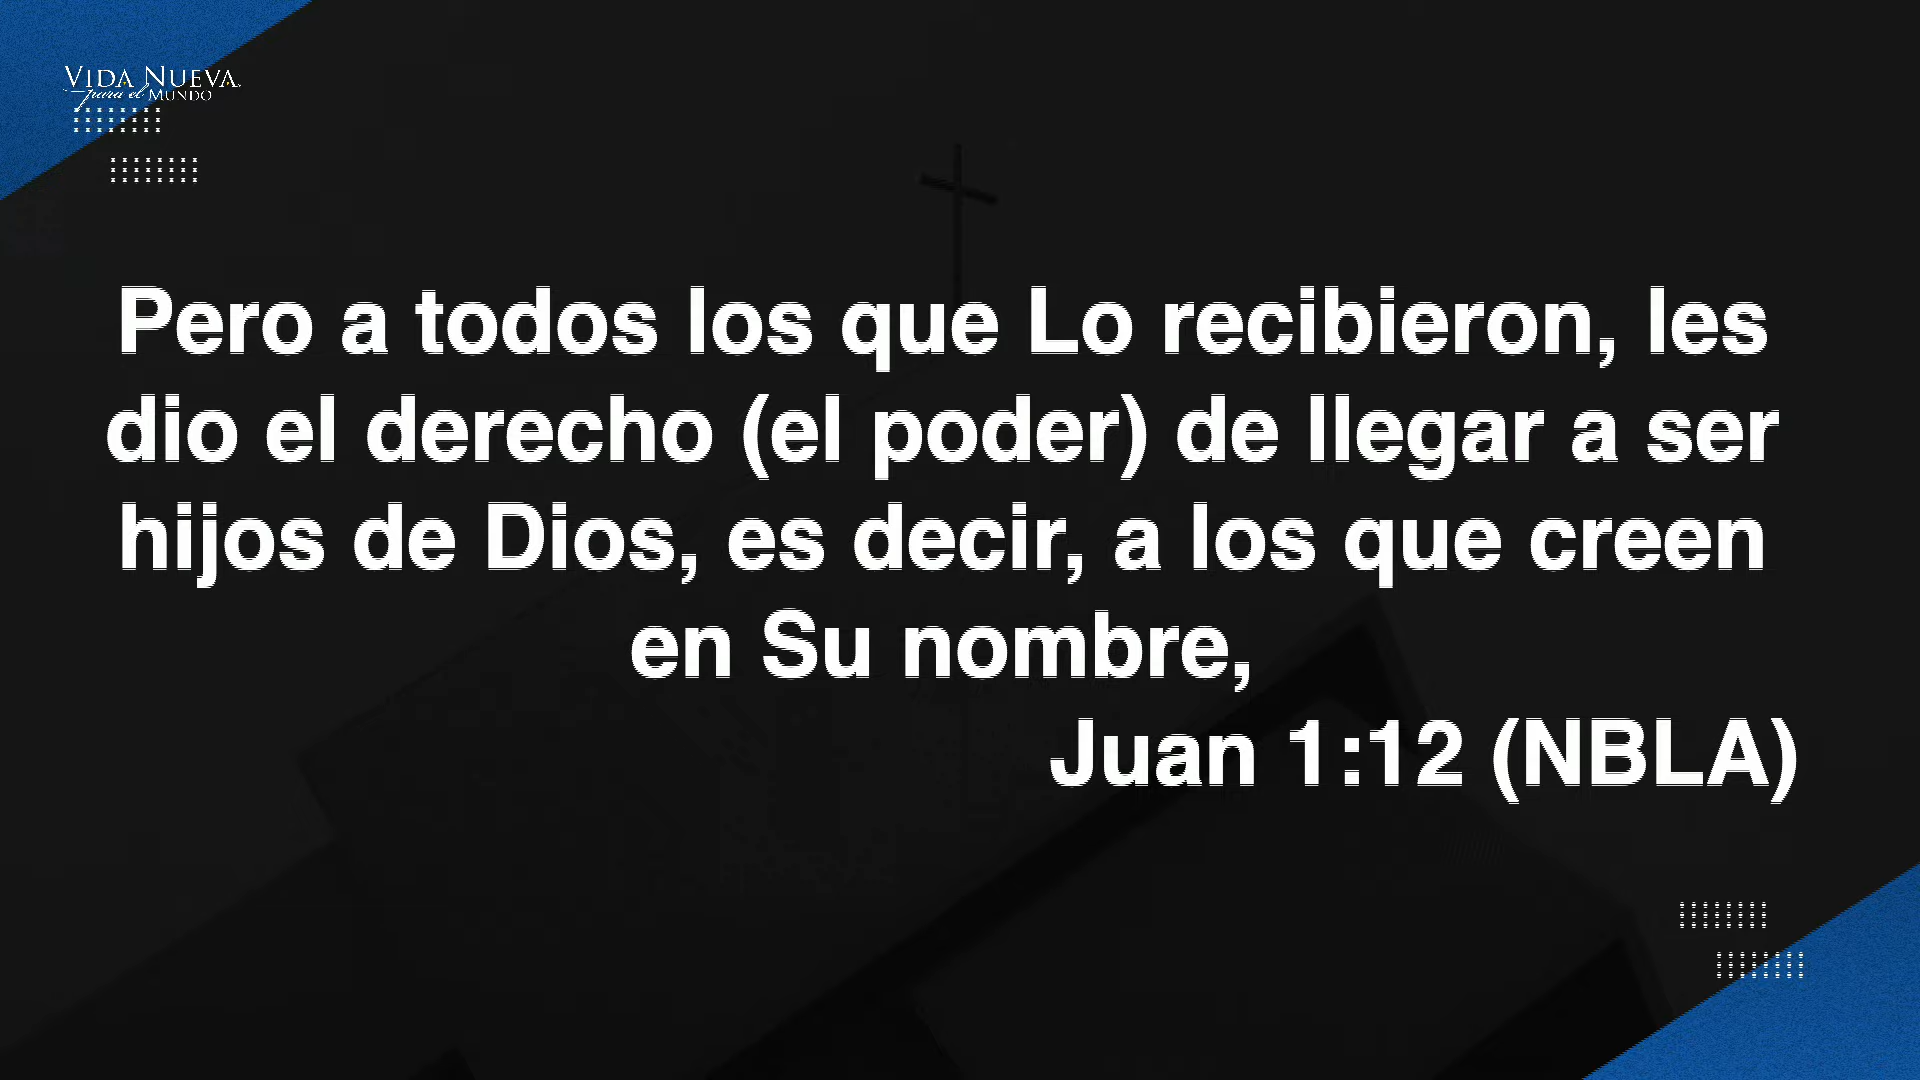 VIDA NUEVA
para el MUNDO
Pero a todos los que Lo recibieron, les
dio el derecho (el poder) de llegar a ser
hijos de Dios, es decir, a los que creen
en Su nombre,
Juan 1:12 (NBLA)